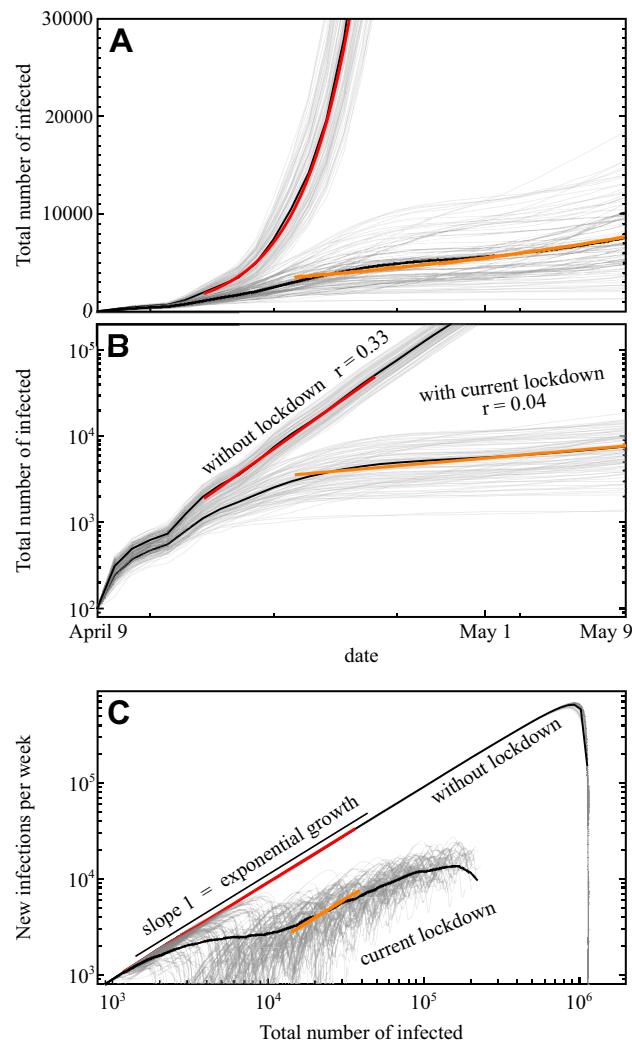 A
30000
20000
10000
0
Total number of infected
B
10^5
10^4
10^3
10^2
Total number of infected
without lockdown r = 0.33
with current lockdown
r = 0.04
April 9
May 1
May 9
date
C
10^5
10^4
10^3
New infections per week
slope 1 = exponential growth
without lockdown
current lockdown
10^3
10^4
10^5
10^6
Total number of infected